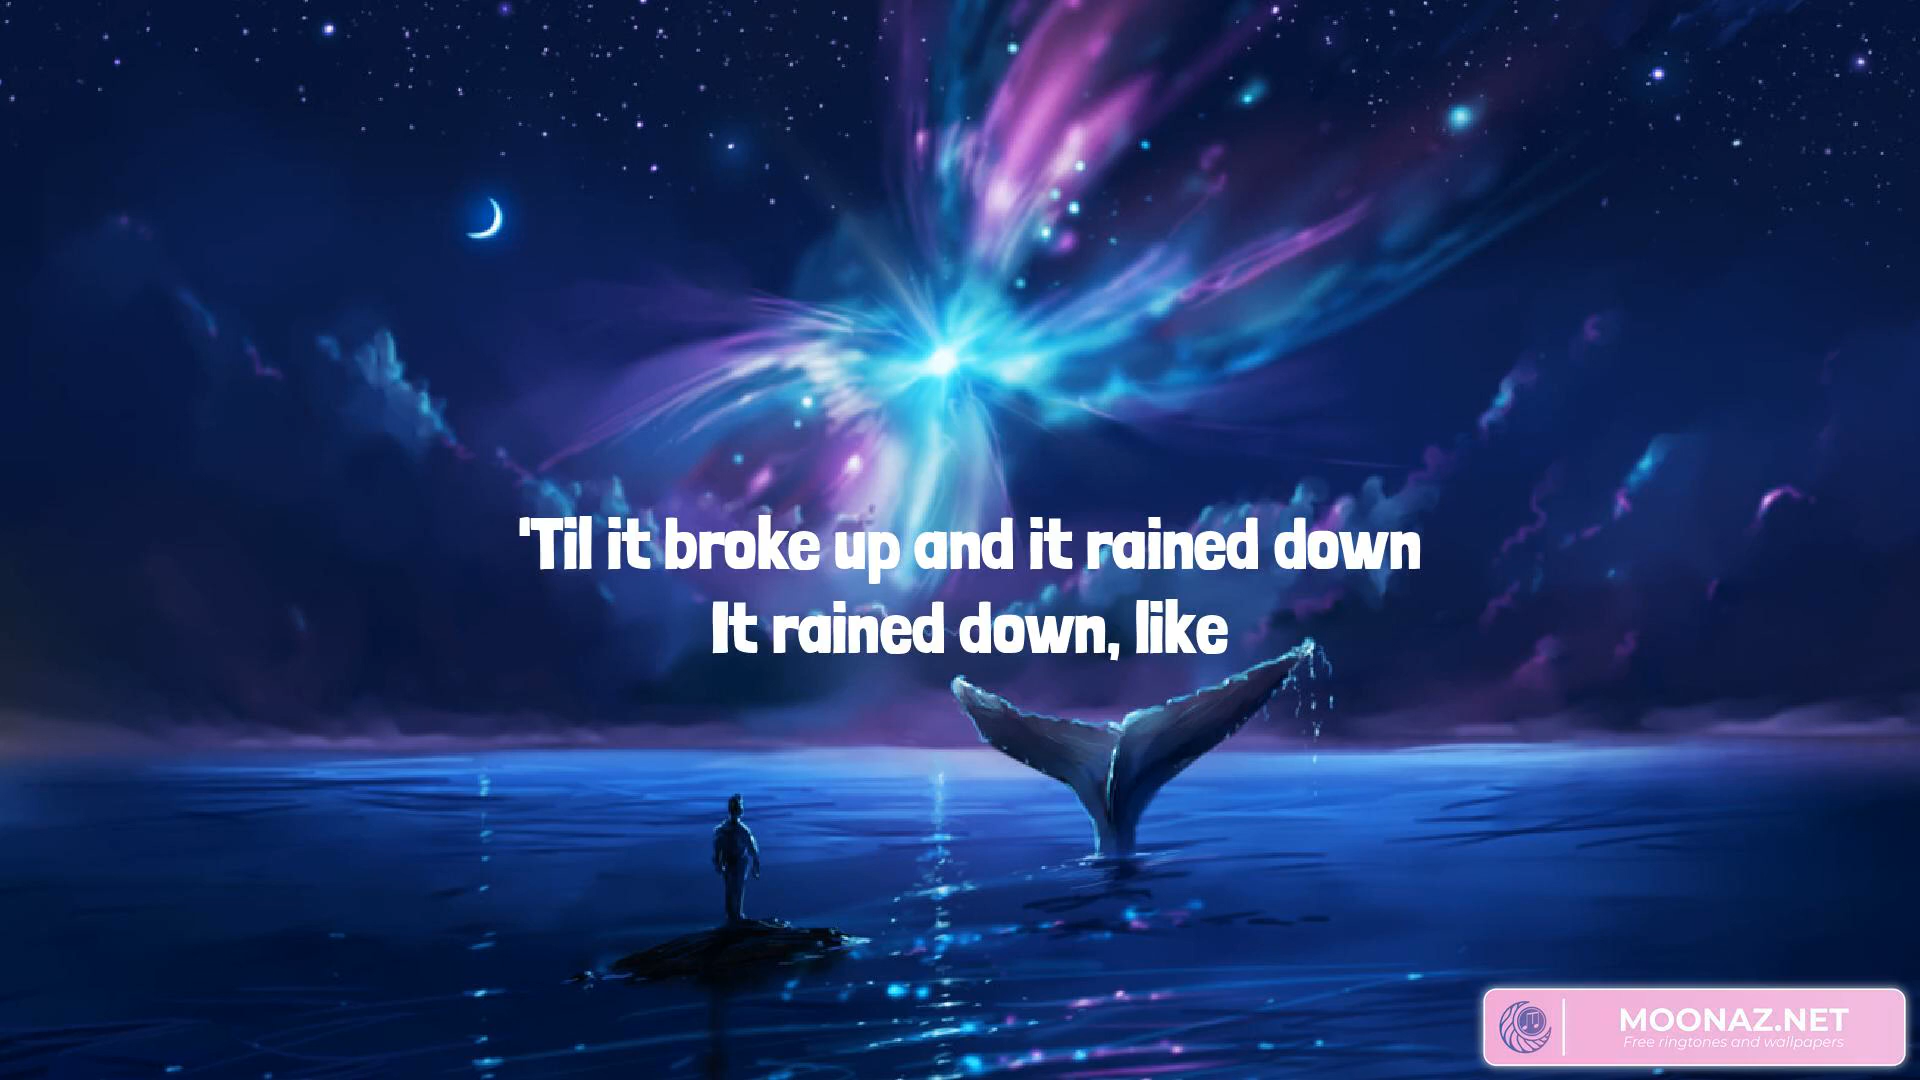 'Til it broke up and it rained down
It rained down, like
MOONAZ.NET
Free ringtones and wallpapers